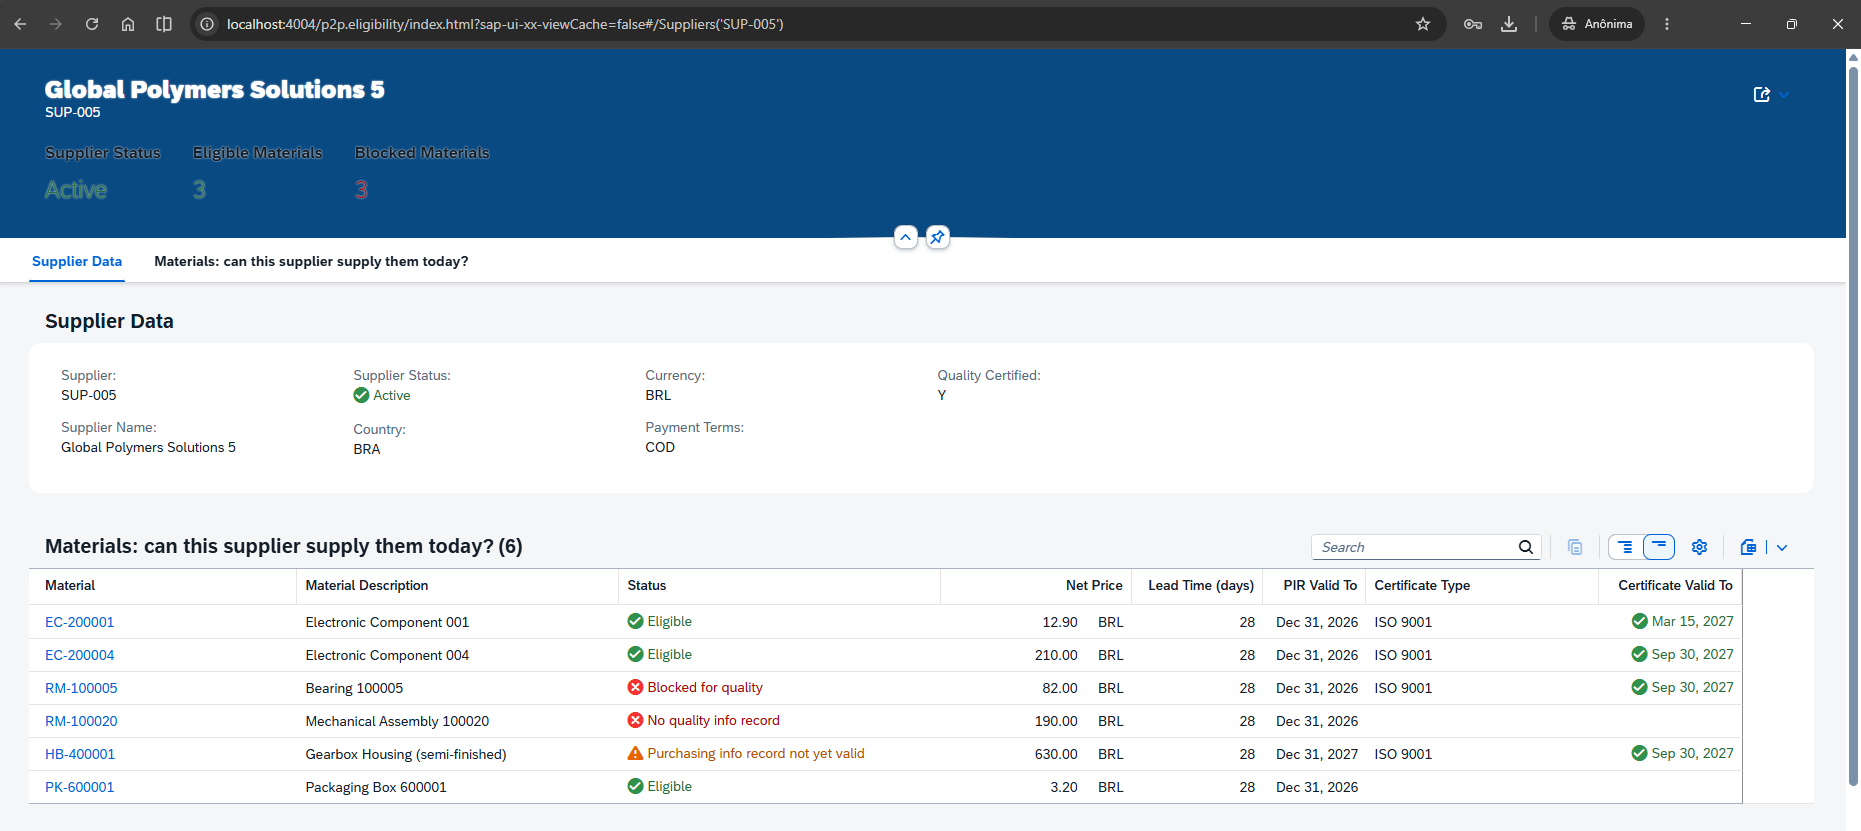 localhost:4004/p2p.eligibility/index.html?sap-ui-xx-viewCache=false#/Suppliers('SUP-005')
Anônima
Global Polymers Solutions 5
SUP-005
Supplier Status Eligible Materials Blocked Materials
Active 3 3
Supplier Data Materials: can this supplier supply them today?
Supplier Data
Supplier: Supplier Status: Currency: Quality Certified:
SUP-005 Active BRL Y
Supplier Name: Country: Payment Terms:
Global Polymers Solutions 5 BRA COD
Materials: can this supplier supply them today? (6) Search
Material Material Description Status Net Price Lead Time (days) PIR Valid To Certificate Type Certificate Valid To
EC-200001 Electronic Component 001 Eligible 12.90 BRL 28 Dec 31, 2026 ISO 9001 Mar 15, 2027
EC-200004 Electronic Component 004 Eligible 210.00 BRL 28 Dec 31, 2026 ISO 9001 Sep 30, 2027
RM-100005 Bearing 100005 Blocked for quality 82.00 BRL 28 Dec 31, 2026 ISO 9001 Sep 30, 2027
RM-100020 Mechanical Assembly 100020 No quality info record 190.00 BRL 28 Dec 31, 2026
HB-400001 Gearbox Housing (semi-finished) Purchasing info record not yet valid 630.00 BRL 28 Dec 31, 2027 ISO 9001 Sep 30, 2027
PK-600001 Packaging Box 600001 Eligible 3.20 BRL 28 Dec 31, 2026